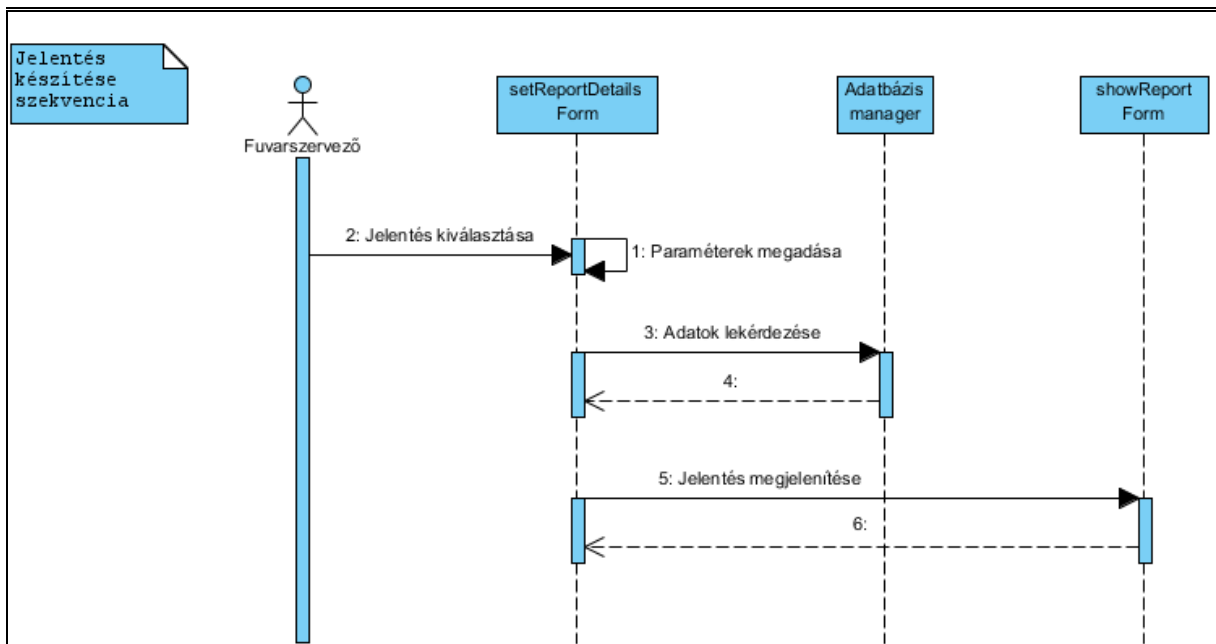 Jelentés
készítése
szekvencia
Fuvarszervező
setReportDetails
Form
Adatbázis
manager
showReport
Form
2: Jelentés kiválasztása
1: Paraméterek megadása
3: Adatok lekérdezése
4:
5: Jelentés megjelenítése
6: